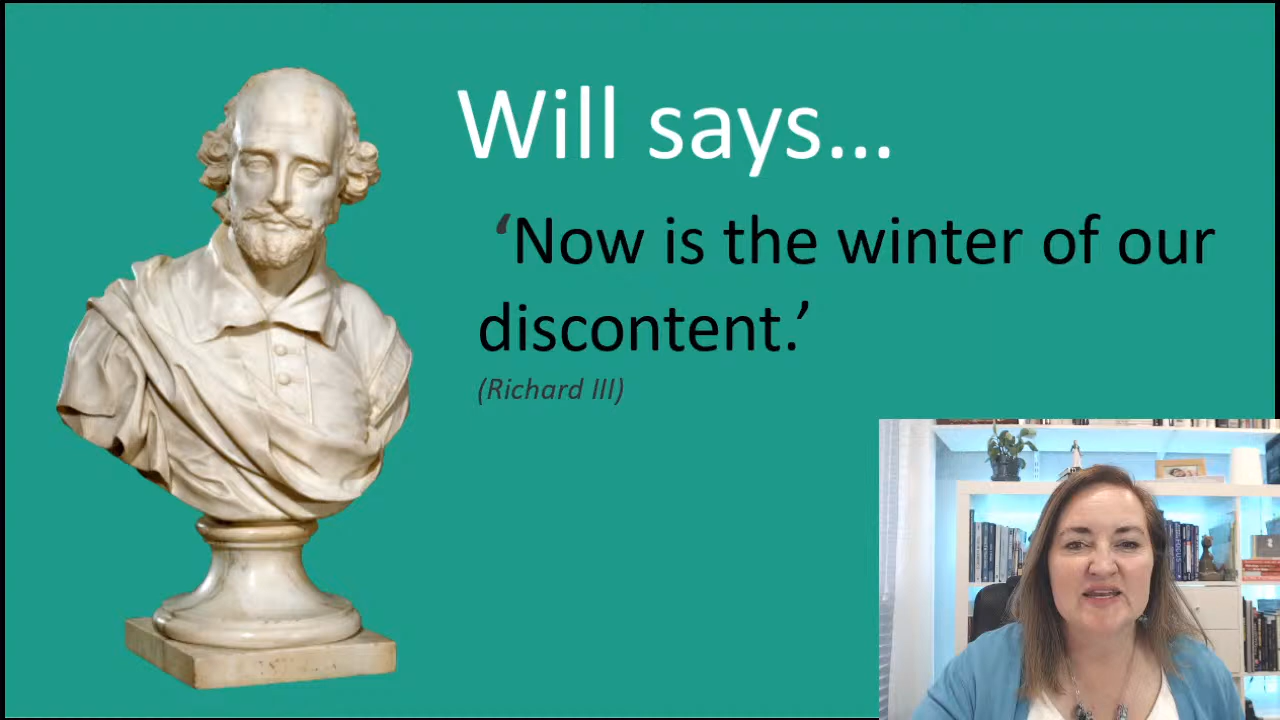 Will says...
‘Now is the winter of our
discontent.’
(Richard III)